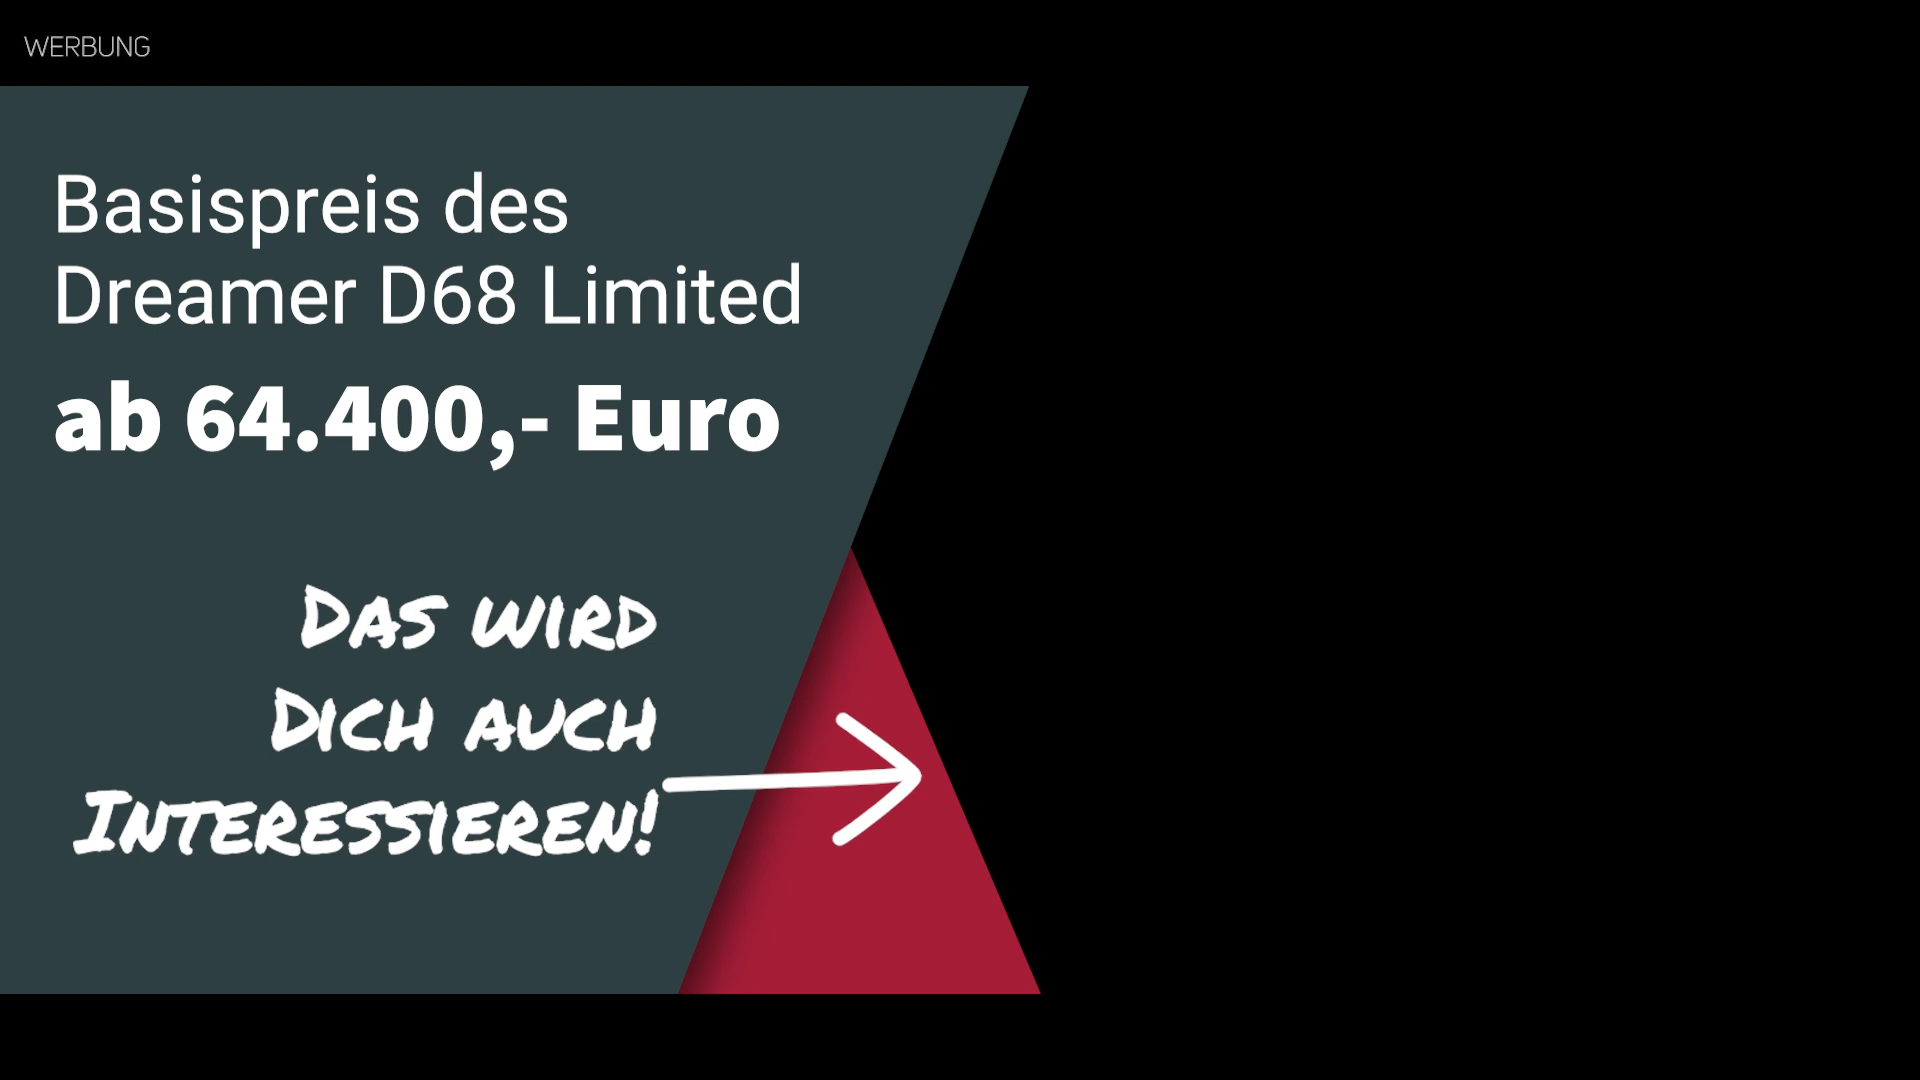 WERBUNG
Basispreis des
Dreamer D68 Limited
ab 64.400,- Euro
DAS WIRD
DICH AUCH
INTERESSIEREN!